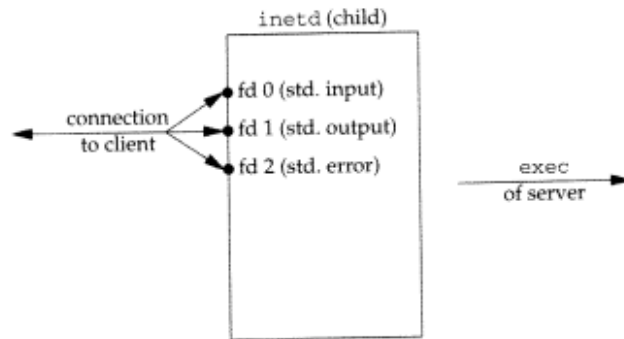 inetd (child)
fd 0 (std. input)
connection
to client
fd 1 (std. output)
fd 2 (std. error)
exec
of server